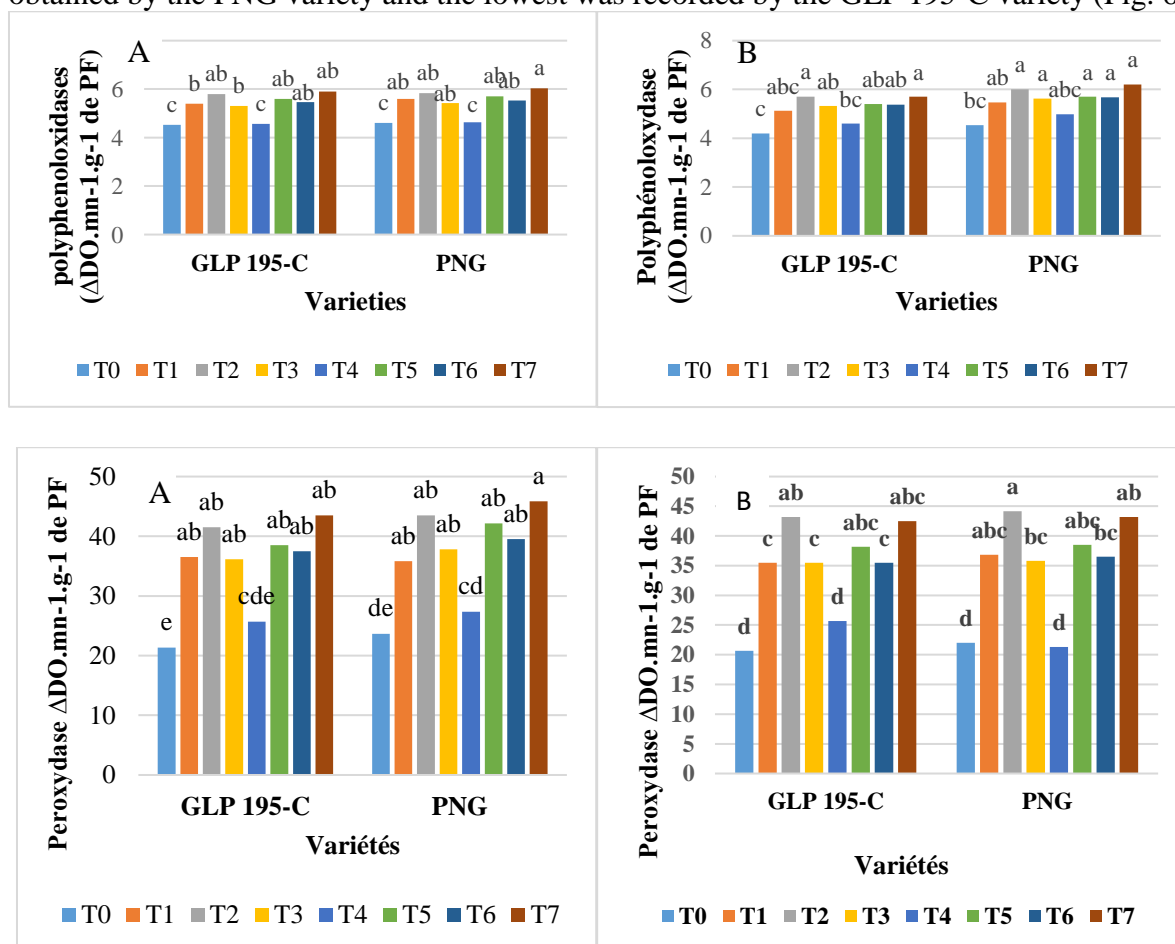 obtained by the PNG variety and the lowest was recorded by the GLP 195-C variety (Fig. 6
A
polyphenoloxidases
(ΔDO.mn-1.g-1 de PF)
6
4
2
0
c b ab b c ab ab ab
c ab ab ab c ab ab a
GLP 195-C PNG
Varieties
T0 T1 T2 T3 T4 T5 T6 T7
B
Polyphénoloxydase
(ΔDO.mn-1.g-1 de PF)
8
6
4
2
0
c abc a ab bc ab ab a
bc ab a a abc a a a
GLP 195-C PNG
Varieties
T0 T1 T2 T3 T4 T5 T6 T7
A
Peroxydase ΔDO.mn-1.g-1 de PF
50
40
30
20
10
0
e ab ab ab cde ab ab ab
de ab ab ab cd ab ab a
GLP 195-C PNG
Variétés
T0 T1 T2 T3 T4 T5 T6 T7
B
Peroxydase ΔDO.mn-1.g-1 de PF
50
45
40
35
30
25
20
15
10
5
0
d c ab c d abc c abc
d abc a bc d abc bc ab
GLP 195-C PNG
Variétés
T0 T1 T2 T3 T4 T5 T6 T7